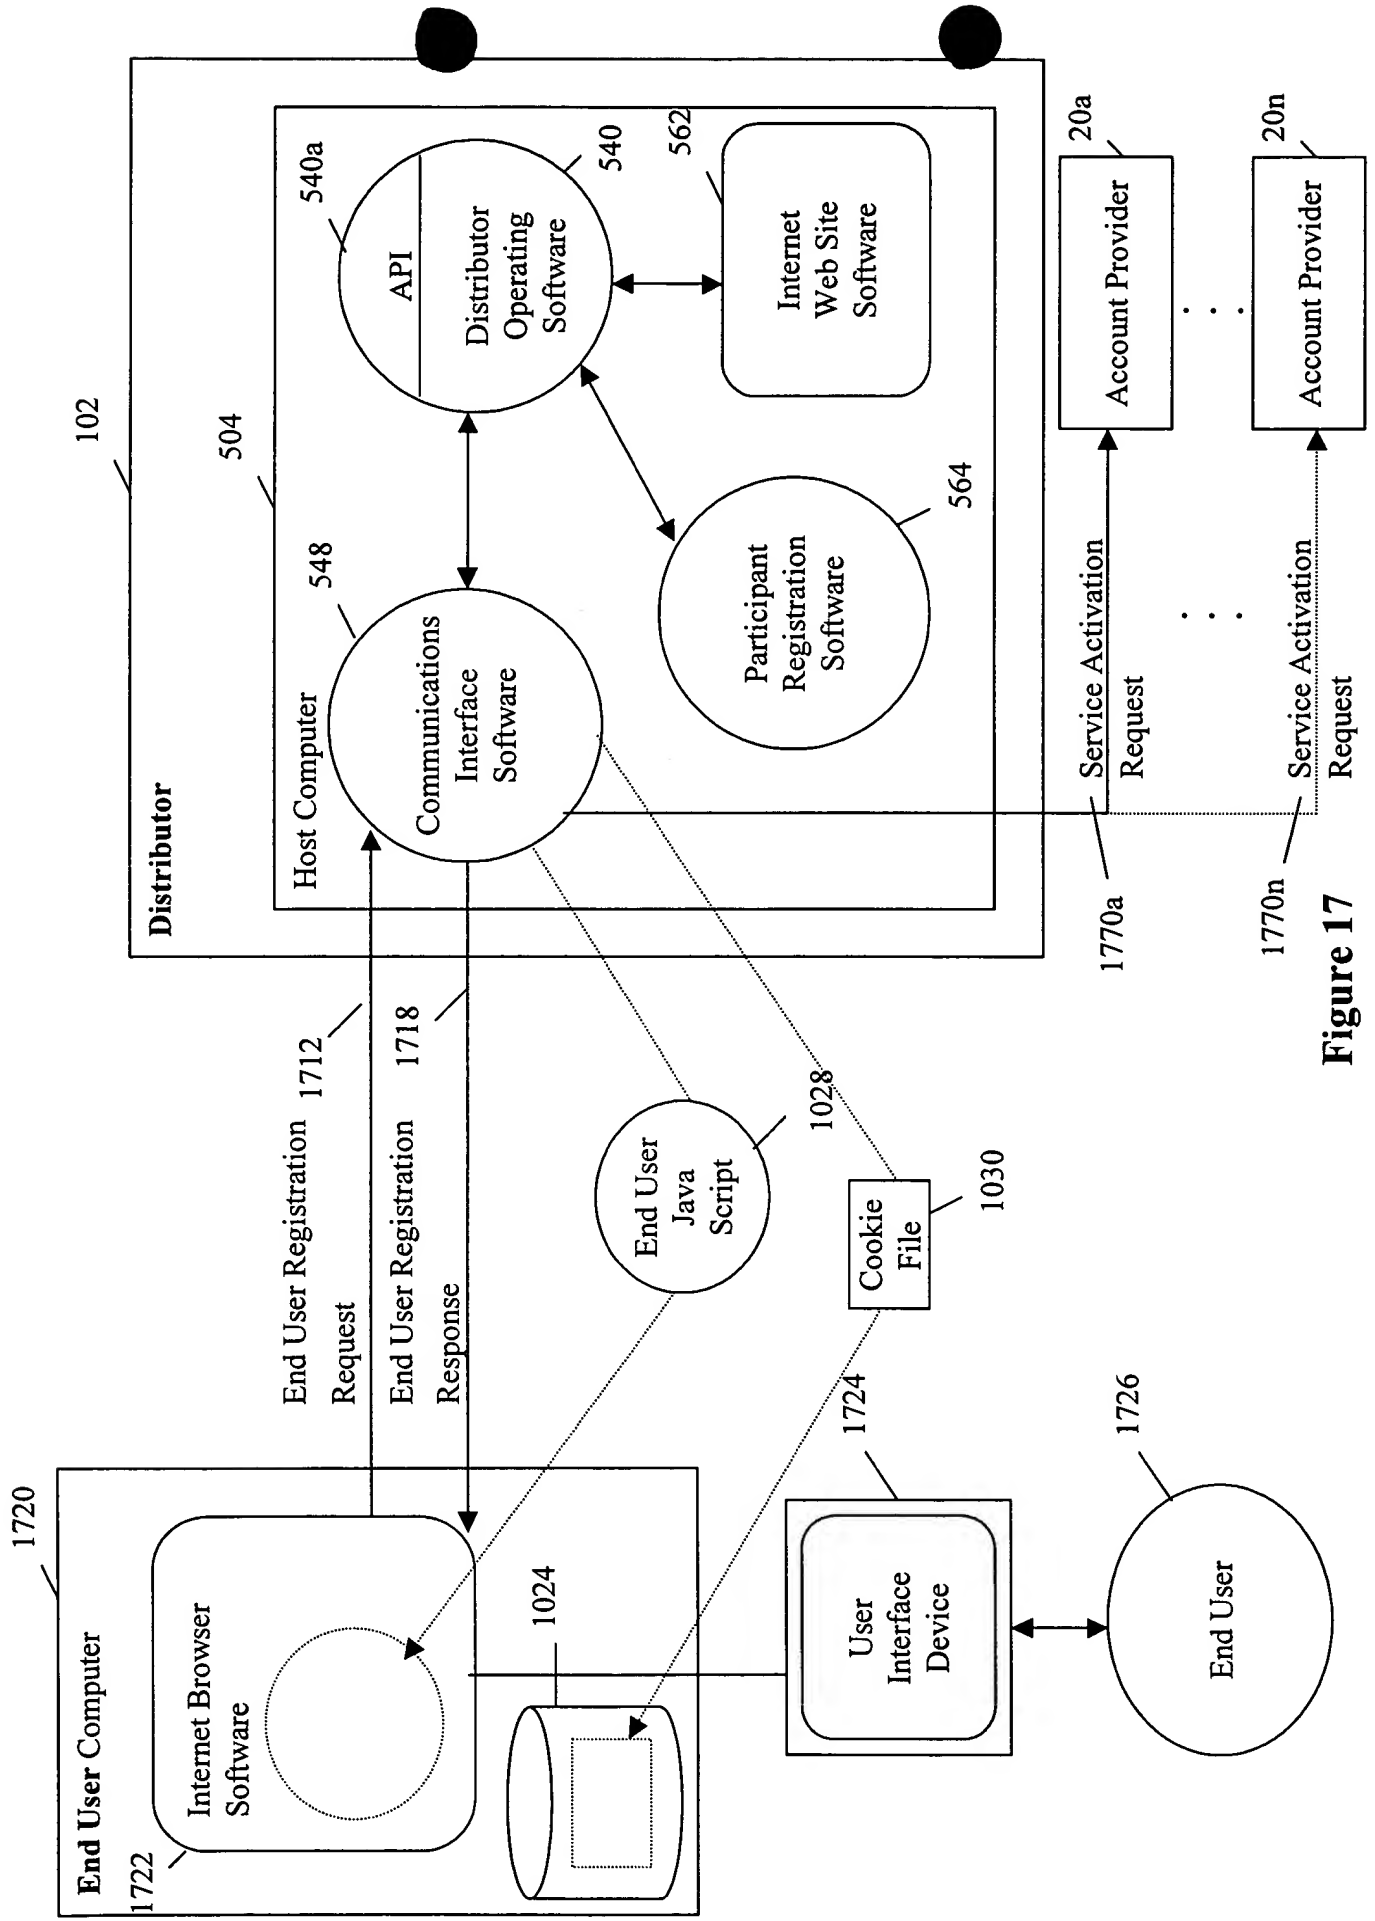 1720
End User Computer
1722
Internet Browser
Software
1024
End User Registration
Request
1712
End User Registration
Response
1718
End User
Java
Script
1028
Cookie
File
1030
1724
User
Interface
Device
1726
End User
102
Distributor
504
Host Computer
548
Communications
Interface
Software
540a
API
540
Distributor
Operating
Software
562
Internet
Web Site
Software
564
Participant
Registration
Software
20a
Account Provider
. . .
20n
Account Provider
Service Activation
Request
1770a
. . .
Service Activation
Request
1770n
Figure 17